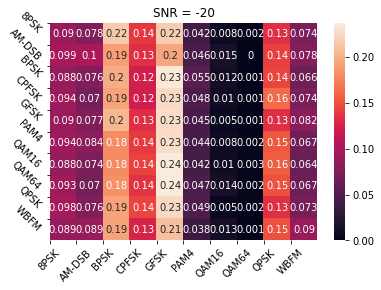 SNR = -20
8PSK 0.09 0.078 0.22 0.14 0.22 0.042 0.008 0.002 0.13 0.074
AM-DSB 0.099 0.1 0.19 0.13 0.2 0.046 0.015 0 0.14 0.078
BPSK 0.088 0.076 0.2 0.12 0.23 0.055 0.011 0.002 0.14 0.066
CPFSK 0.094 0.07 0.19 0.12 0.23 0.048 0.01 0.001 0.16 0.074
GFSK 0.09 0.077 0.2 0.13 0.23 0.045 0.005 0.001 0.13 0.082
PAM4 0.094 0.084 0.18 0.14 0.23 0.044 0.008 0.002 0.15 0.067
QAM16 0.088 0.074 0.18 0.14 0.24 0.042 0.01 0.003 0.15 0.064
QAM64 0.093 0.07 0.18 0.14 0.24 0.047 0.014 0.002 0.15 0.067
QPSK 0.098 0.076 0.19 0.14 0.23 0.049 0.005 0.002 0.13 0.073
WBFM 0.089 0.089 0.19 0.13 0.21 0.038 0.013 0.001 0.15 0.09
8PSK AM-DSB BPSK CPFSK GFSK PAM4 QAM16 QAM64 QPSK WBFM
0.20
0.15
0.10
0.05
0.00